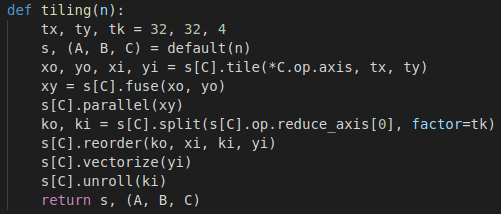 def tiling(n):
    tx, ty, tk = 32, 32, 4
    s, (A, B, C) = default(n)
    xo, yo, xi, yi = s[C].tile(*C.op.axis, tx, ty)
    xy = s[C].fuse(xo, yo)
    s[C].parallel(xy)
    ko, ki = s[C].split(s[C].op.reduce_axis[0], factor=tk)
    s[C].reorder(ko, xi, ki, yi)
    s[C].vectorize(yi)
    s[C].unroll(ki)
    return s, (A, B, C)